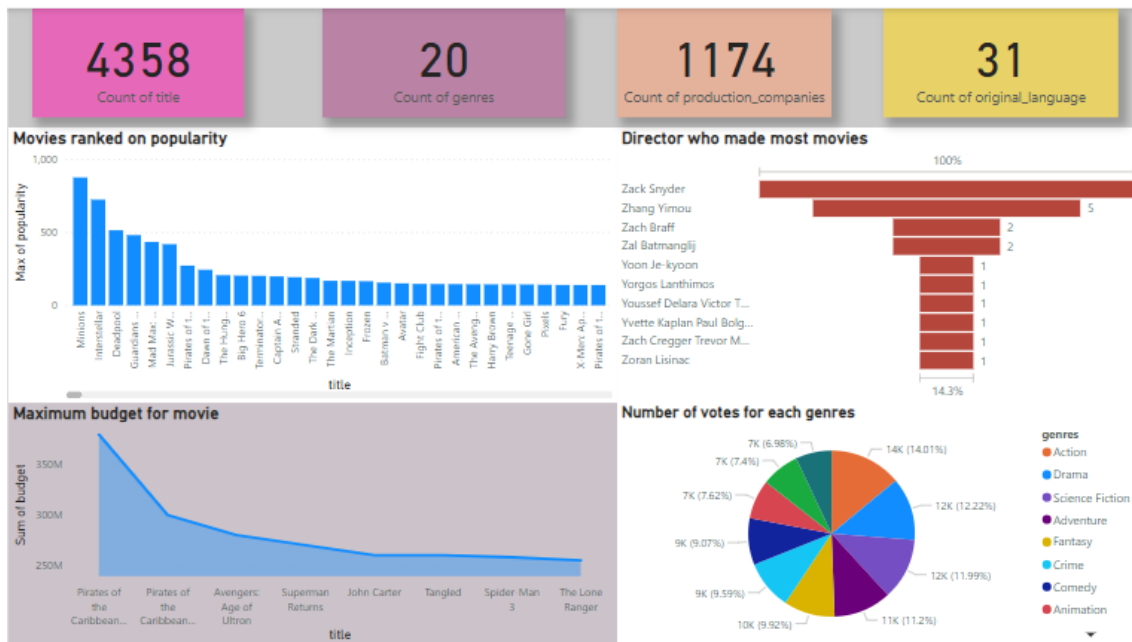 4358
Count of title
20
Count of genres
1174
Count of production_companies
31
Count of original_language
Movies ranked on popularity
Max of popularity
1,000
500
0
Minions
Interstellar
Deadpool
Guardians ...
Mad Max: ...
Jurassic W...
Pirates of t...
Dawn of t...
The Hung...
Big Hero 6
Terminator...
Captain A...
Stranded
The Dark ...
The Martian
Inception
Frozen
Batman v ...
Avatar
Fight Club
Pirates of t...
American ...
The Aveng...
Harry Brown
Teenage ...
Gone Girl
Pixels
Fury
X Men: Ap...
Pirates of t...
title
Director who made most movies
100%
Zack Snyder
Zhang Yimou 5
Zach Braff 2
Zal Batmanglij 2
Yoon Je-kyoon 1
Yorgos Lanthimos 1
Youssef Delara Victor T... 1
Yvette Kaplan Paul Bolg... 1
Zach Cregger Trevor M... 1
Zoran Lisinac 1
14.3%
Maximum budget for movie
Sum of budget
350M
300M
250M
Pirates of the Caribbean...
Pirates of the Caribbean...
Avengers: Age of Ultron
Superman Returns
John Carter
Tangled
Spider-Man 3
The Lone Ranger
title
Number of votes for each genres
14K (14.01%)
12K (12.22%)
12K (11.99%)
11K (11.2%)
10K (9.92%)
9K (9.59%)
9K (9.07%)
7K (7.62%)
7K (7.4%)
7K (6.98%)
genres
Action
Drama
Science Fiction
Adventure
Fantasy
Crime
Comedy
Animation